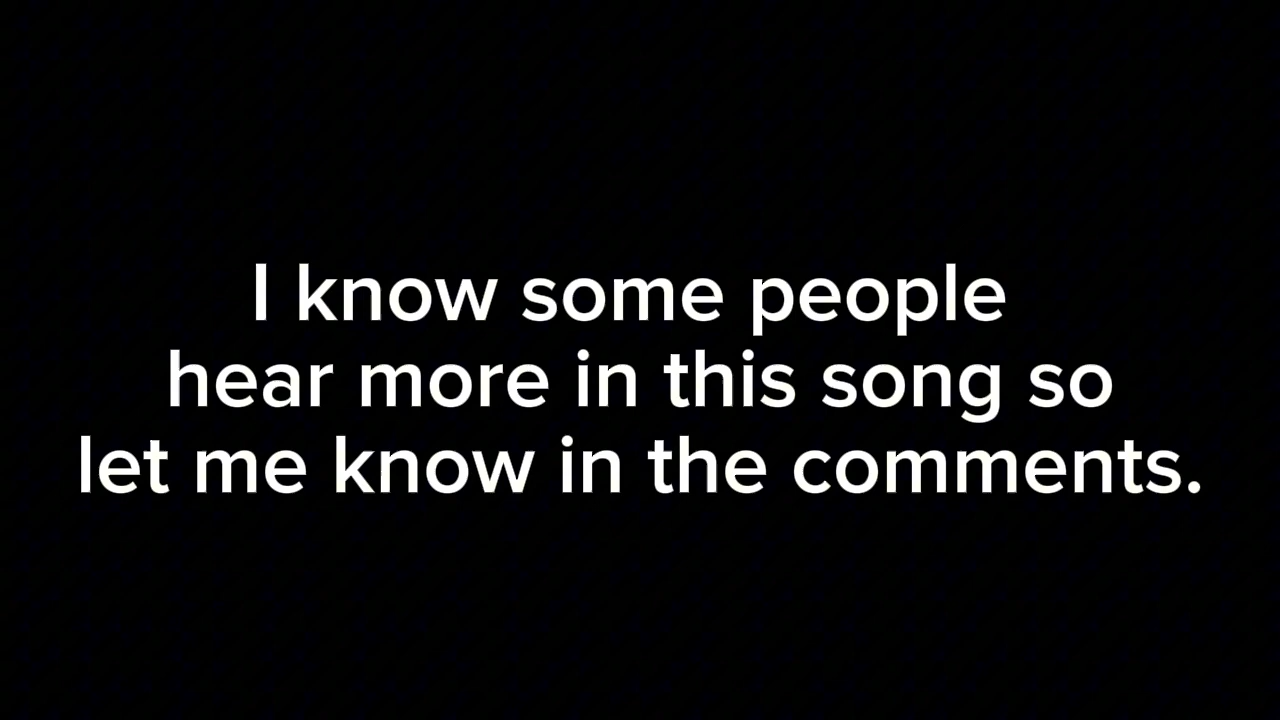 I know some people
hear more in this song so
let me know in the comments.